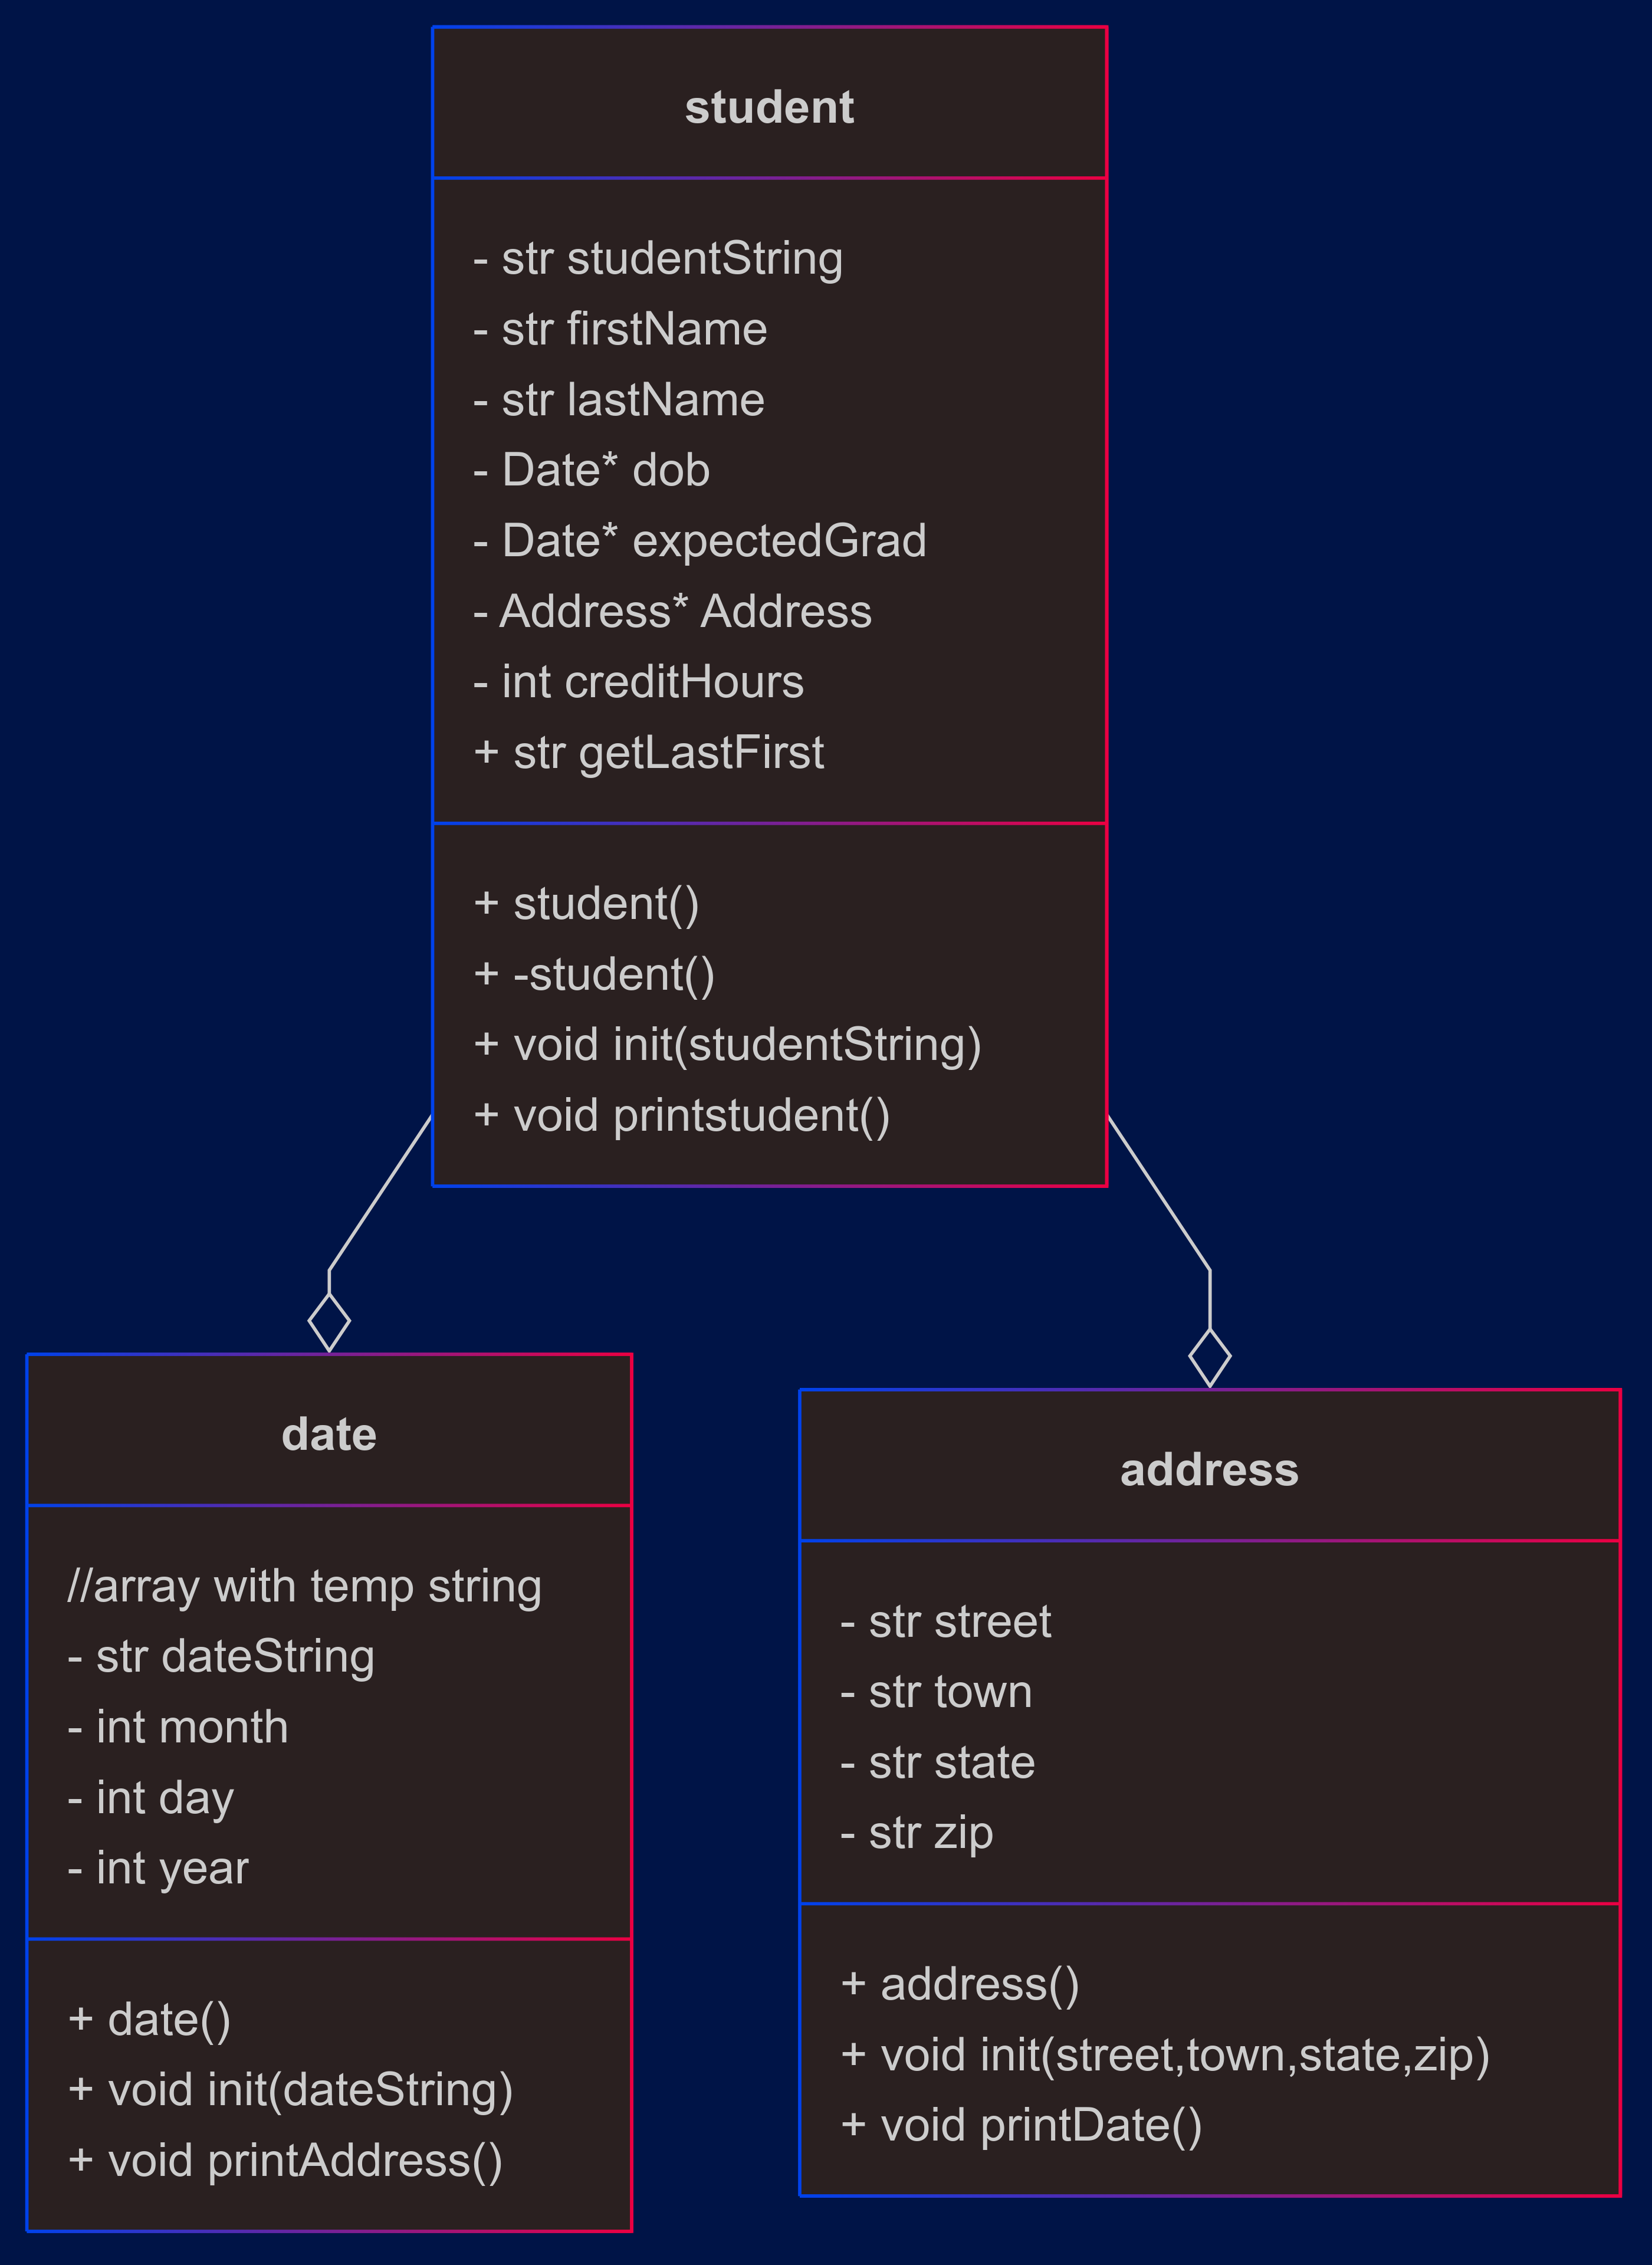 student
- str studentString
- str firstName
- str lastName
- Date* dob
- Date* expectedGrad
- Address* Address
- int creditHours
+ str getLastFirst
+ student()
+ -student()
+ void init(studentString)
+ void printstudent()
date
//array with temp string
- str dateString
- int month
- int day
- int year
+ date()
+ void init(dateString)
+ void printAddress()
address
- str street
- str town
- str state
- str zip
+ address()
+ void init(street,town,state,zip)
+ void printDate()